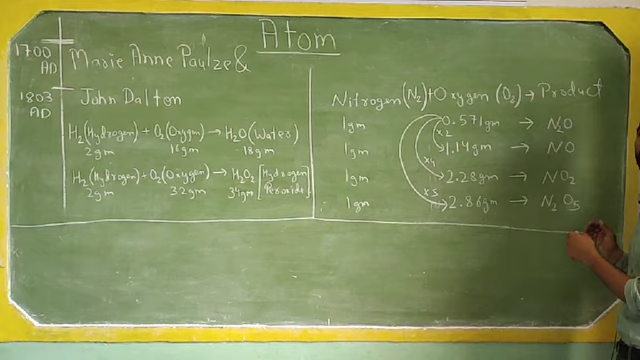 Atom
1700 AD
Marie Anne Paulze &
1803 AD
John Dalton
H2(Hydrogen) + O2(Oxygn) → H2O(Water)
2gm 16gm 18gm
H2(Hydrogen) + O2(Oxygen) → H2O2 [Hydrogen Peroxide]
2gm 32gm 34gm
Nitrogen(N2) + Oxygen (O2) → Product
1gm 0.571gm → N2O
x2
1gm 1.14gm → NO
x4
1gm 2.28gm → NO2
x5
1gm 2.86gm → N2O5